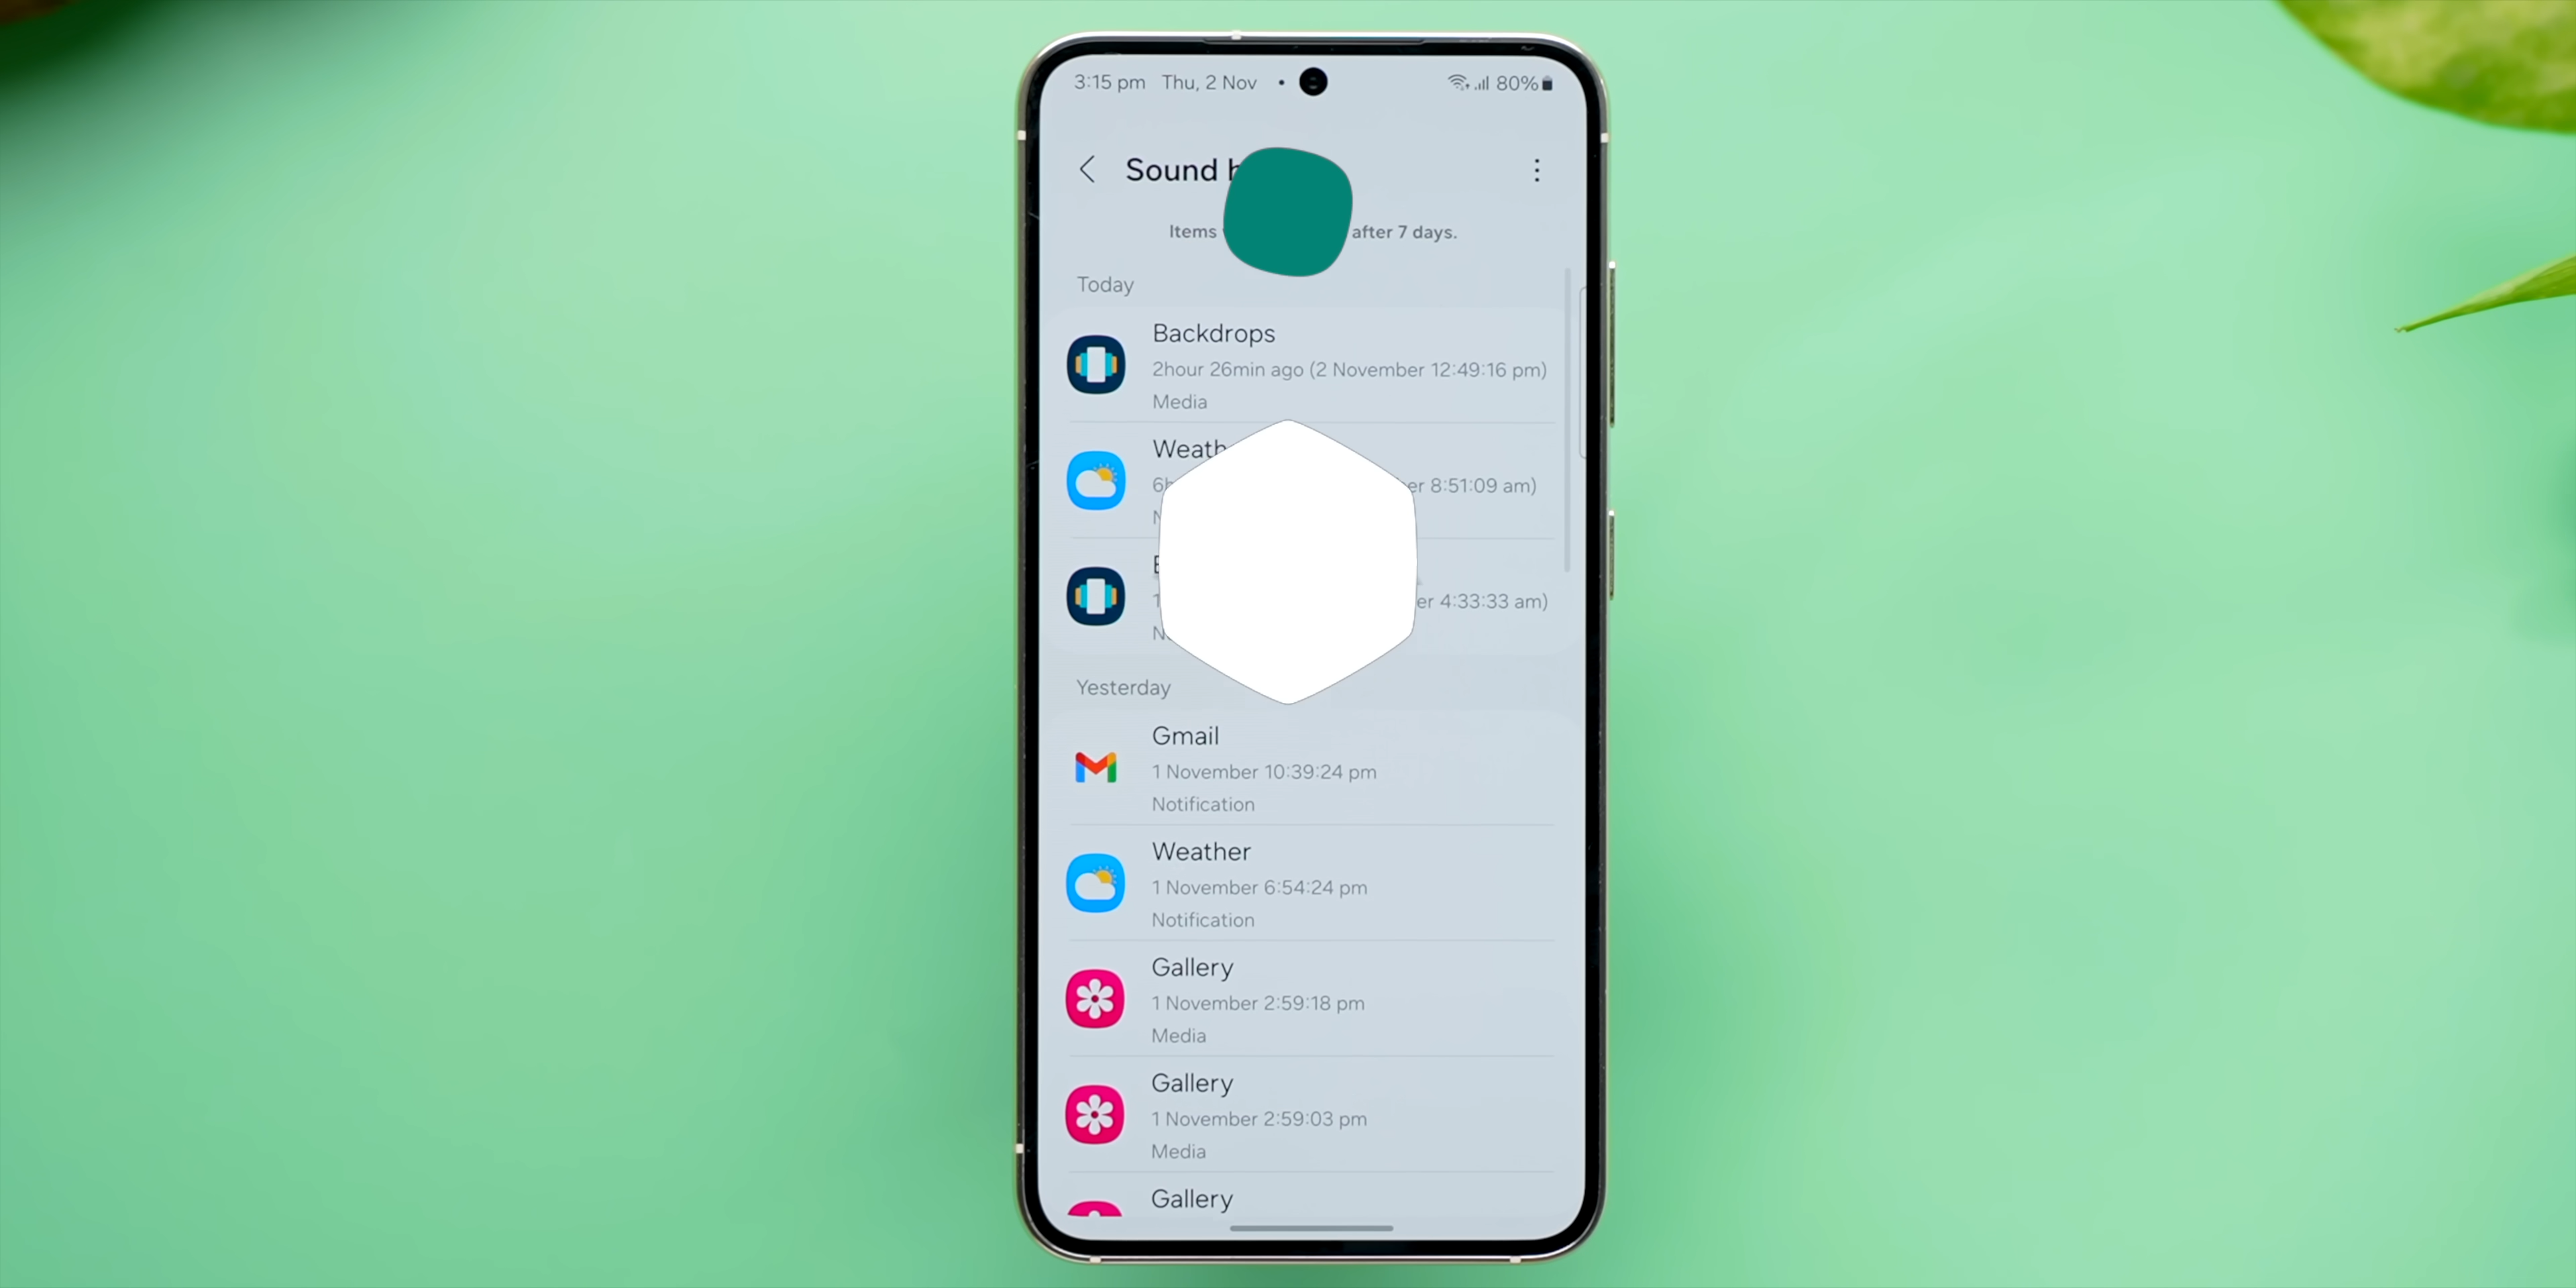 3:15 pm Thu, 2 Nov 80%
Sound
Items after 7 days.
Today
Backdrops
2hour 26min ago (2 November 12:49:16 pm)
Media
8:51:09 am)
4:33:33 am)
Yesterday
Gmail
1 November 10:39:24 pm
Notification
Weather
1 November 6:54:24 pm
Notification
Gallery
1 November 2:59:18 pm
Media
Gallery
1 November 2:59:03 pm
Media
Gallery